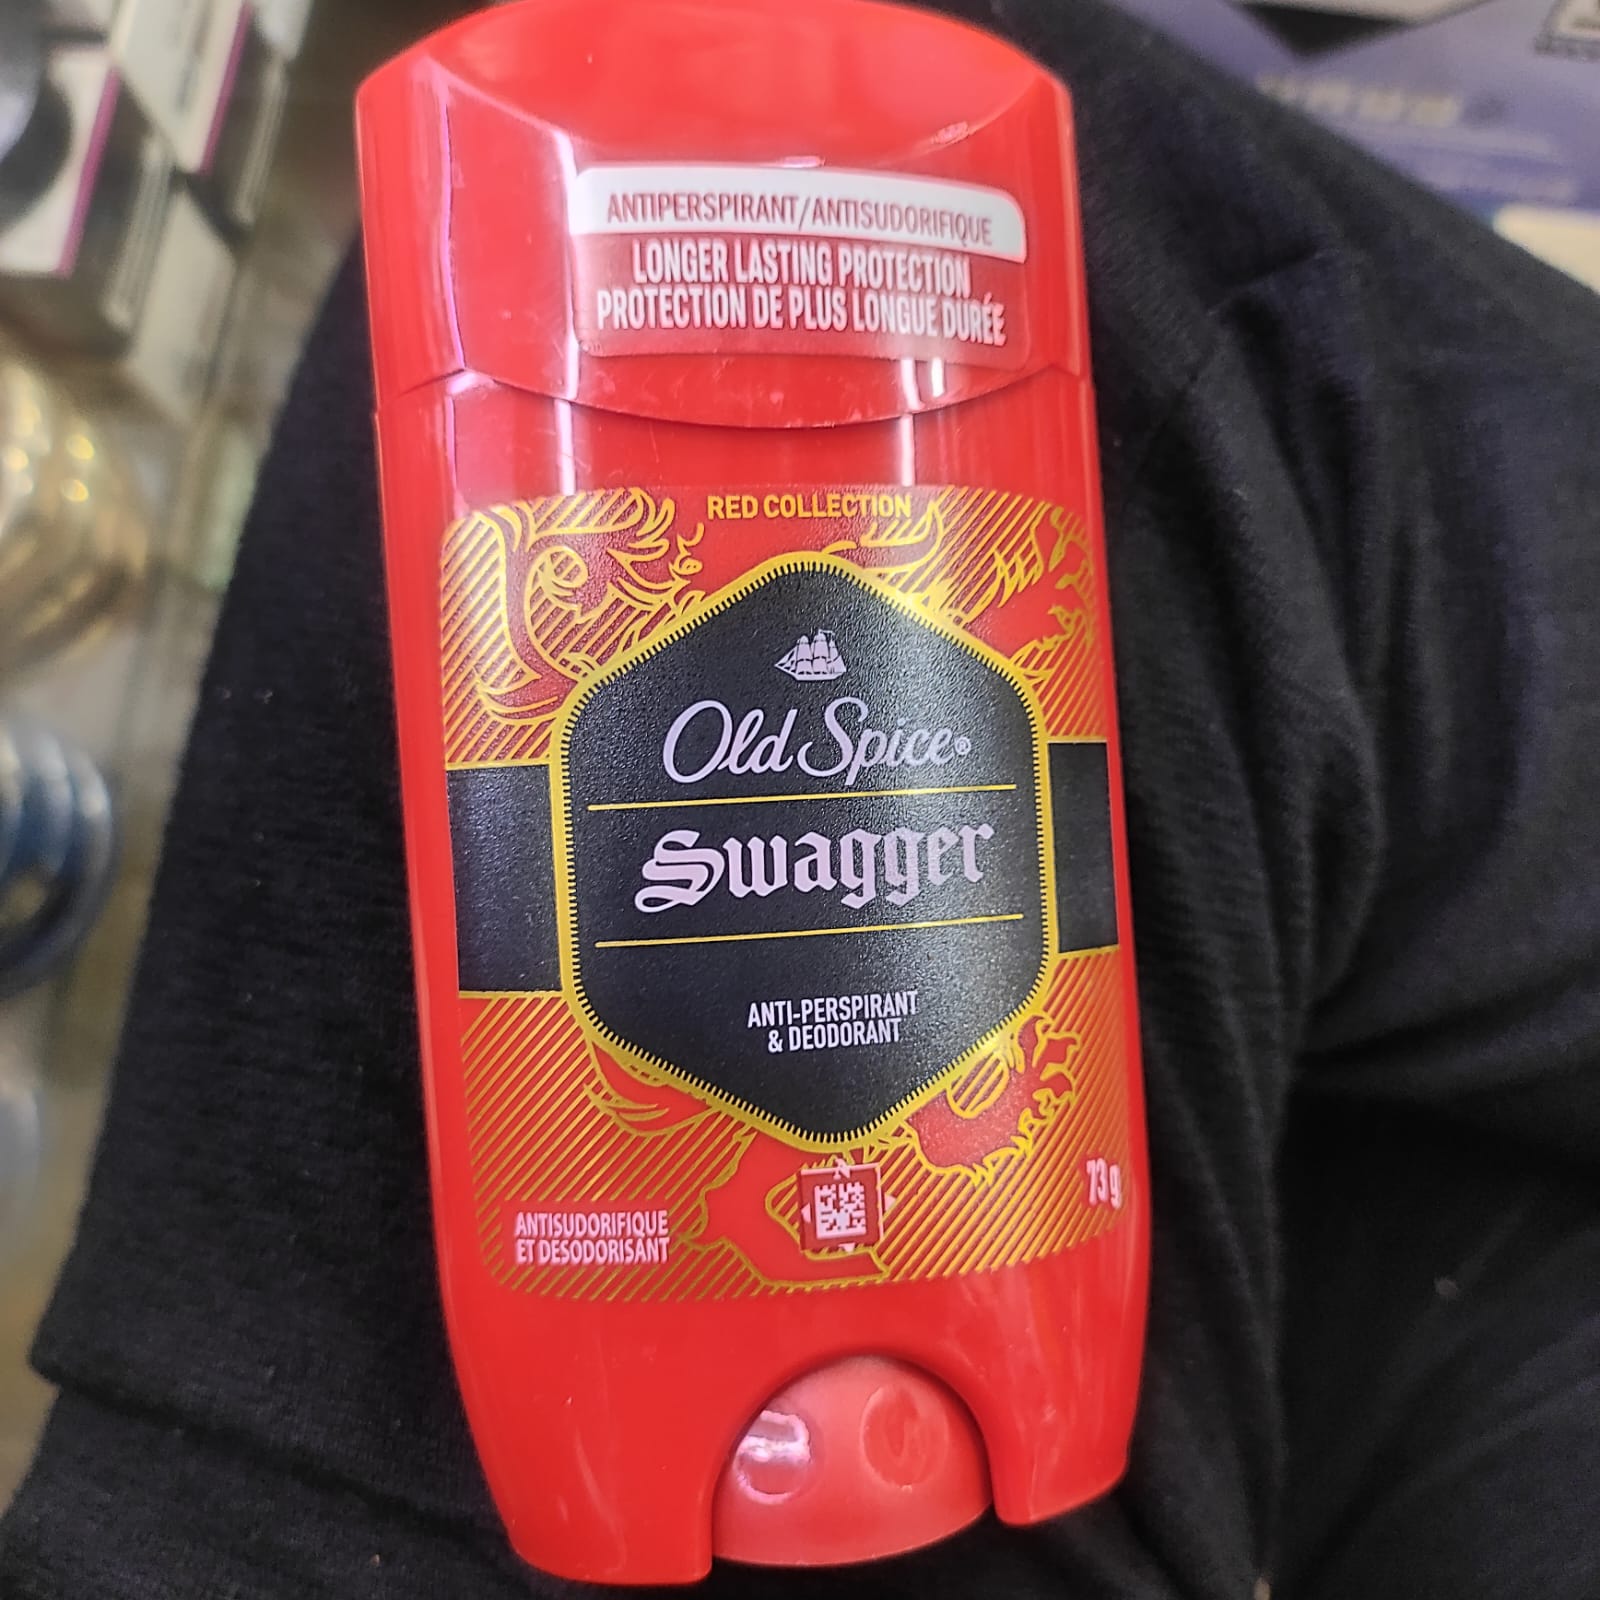 ANTIPERSPIRANT/ANTISUDORIFIQUE
LONGER LASTING PROTECTION
PROTECTION DE PLUS LONGUE DURÉE
RED COLLECTION
Old Spice®
Swagger
ANTI-PERSPIRANT
& DEODORANT
N
73 g
ANTISUDORIFIQUE
ET DESODORISANT